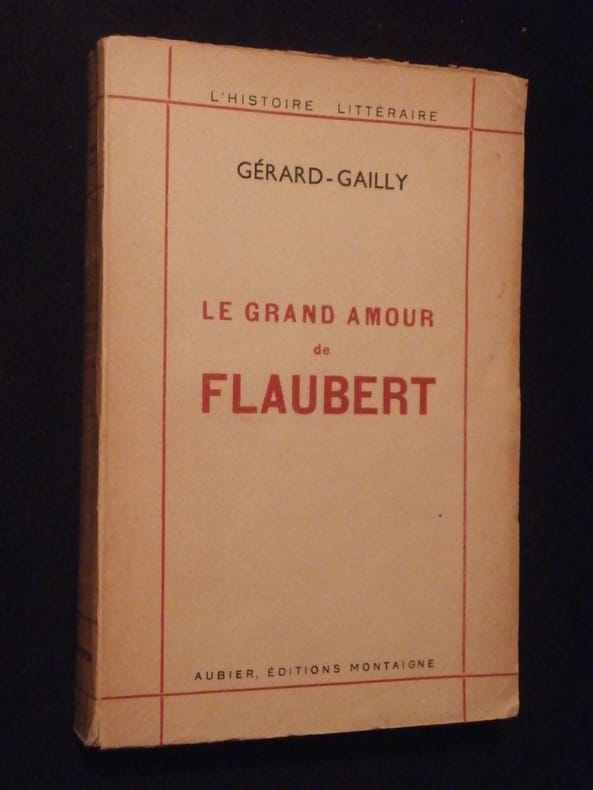 L'HISTOIRE LITTÉRAIRE
GÉRARD-GAILLY
LE GRAND AMOUR
de
FLAUBERT
AUBIER, ÉDITIONS MONTAIGNE